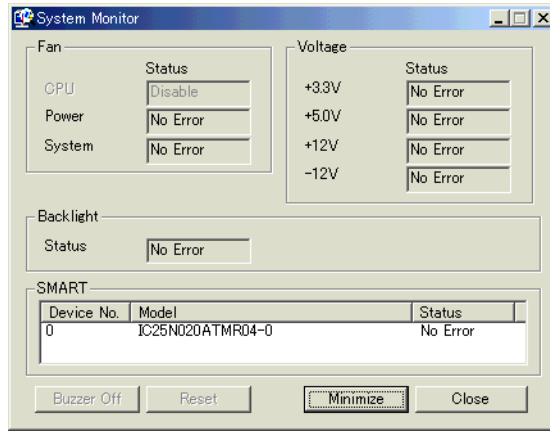 System Monitor
Fan
Status
CPU Disable
Power No Error
System No Error
Voltage
Status
+3.3V No Error
+5.0V No Error
+12V No Error
-12V No Error
Backlight
Status No Error
SMART
Device No. Model Status
0 IC25N020ATMR04-0 No Error
Buzzer Off Reset Minimize Close